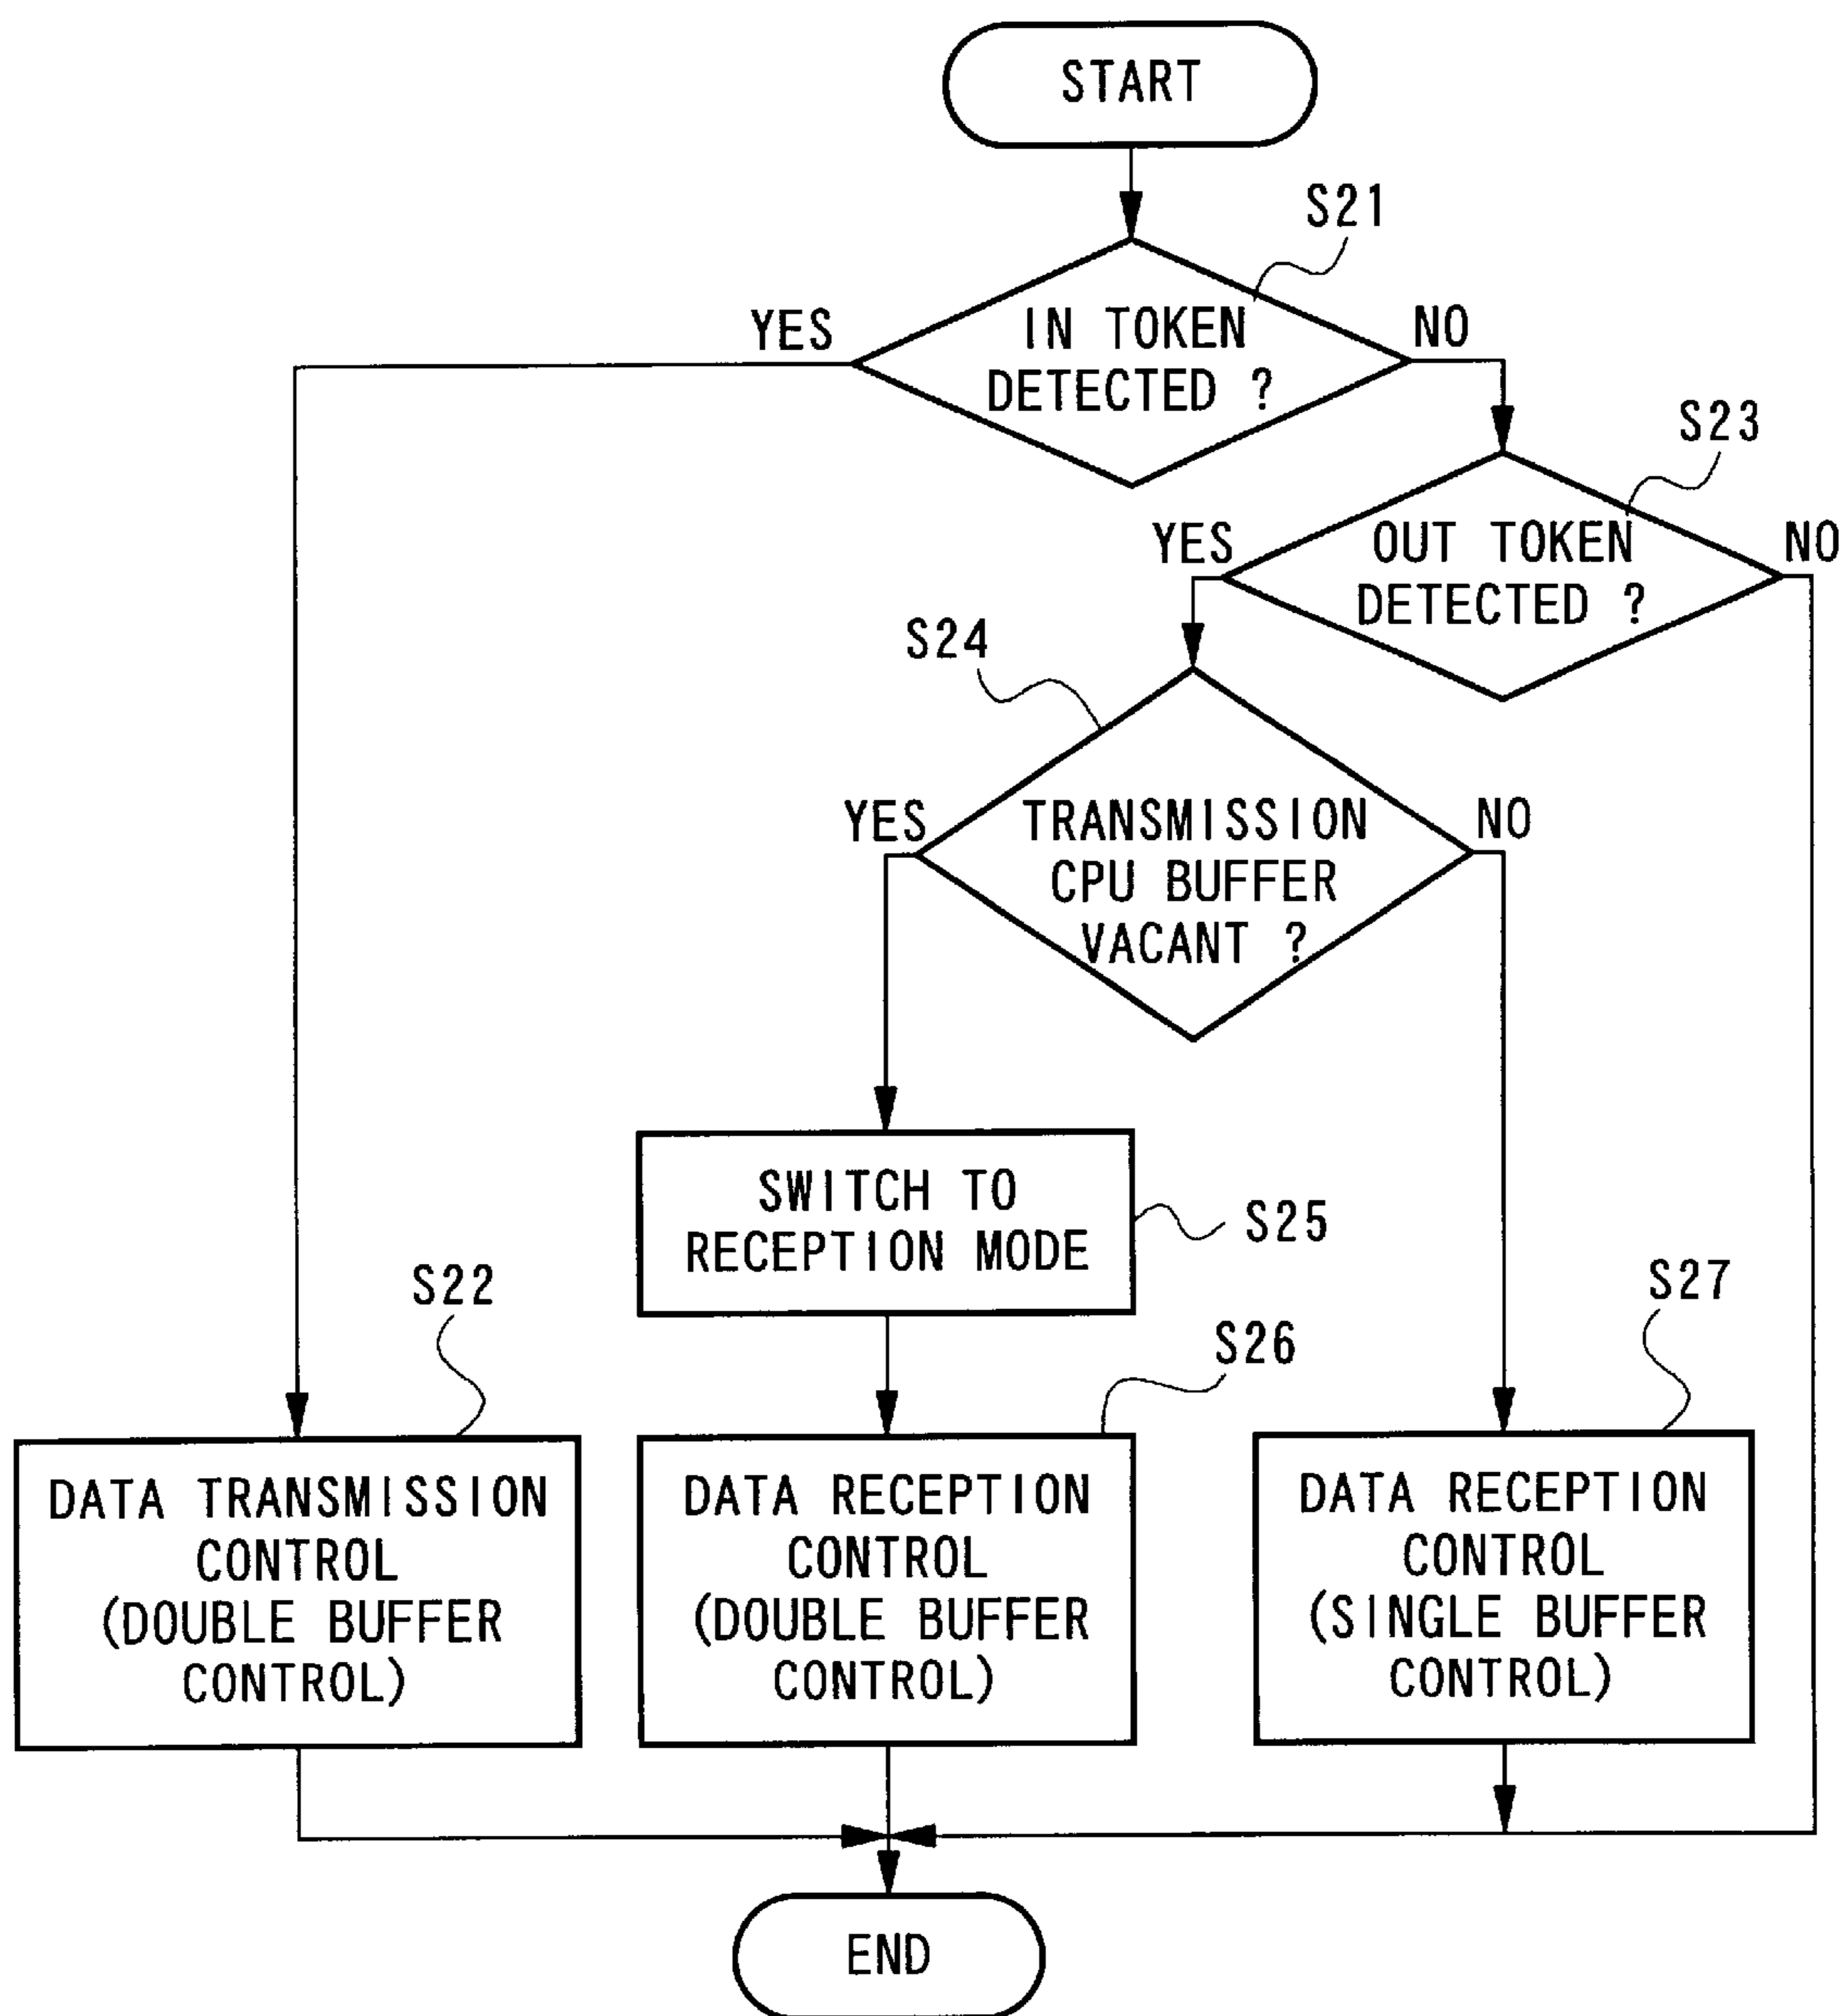 START
S21
IN TOKEN
DETECTED ?
YES
NO
S23
OUT TOKEN
DETECTED ?
YES
NO
S24
TRANSMISSION
CPU BUFFER
VACANT ?
YES
NO
SWITCH TO
RECEPTION MODE
S25
S22
DATA TRANSMISSION
CONTROL
(DOUBLE BUFFER
CONTROL)
S26
DATA RECEPTION
CONTROL
(DOUBLE BUFFER
CONTROL)
S27
DATA RECEPTION
CONTROL
(SINGLE BUFFER
CONTROL)
END